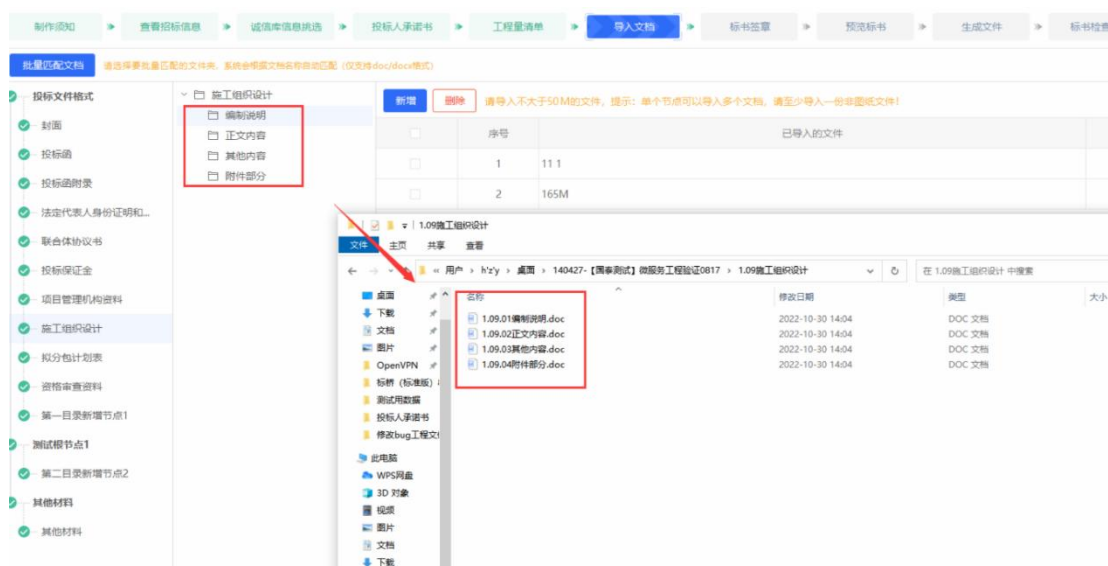 制作须知 查看招标信息 诚信库信息挑选 投标人承诺书 工程量清单 导入文档 标书签章 预览标书 生成文件 标书检查
批量匹配文档 请选择要批量匹配的文件夹，系统会根据文档名称自动匹配（仅支持doc/docx格式）
投标文件格式
封面
投标函
投标函附录
法定代表人身份证明和...
联合体协议书
投标保证金
项目管理机构资料
施工组织设计
拟分包计划表
资格审查资料
第一目录新增节点1
测试根节点1
第二目录新增节点2
其他材料
其他材料
施工组织设计
编制说明
正文内容
其他内容
附件部分
新增 删除 请导入不大于50M的文件，提示：单个节点可以导入多个文档，请至少导入一份非图纸文件！
序号 已导入的文件
1 11 1
2 165M
1.09施工组织设计
文件 主页 共享 查看
« 用户 › h'z'y › 桌面 › 140427-【国泰测试】微服务工程验证0817 › 1.09施工组织设计 在 1.09施工组织设计 中搜索
名称 修改日期 类型 大小
1.09.01编制说明.doc 2022-10-30 14:04 DOC 文档
1.09.02正文内容.doc 2022-10-30 14:04 DOC 文档
1.09.03其他内容.doc 2022-10-30 14:04 DOC 文档
1.09.04附件部分.doc 2022-10-30 14:04 DOC 文档
桌面
下载
文档
图片
OpenVPN
标桥（标准版）
测试用数据
投标人承诺书
修改bug工程文
此电脑
WPS网盘
3D 对象
视频
图片
文档
下载